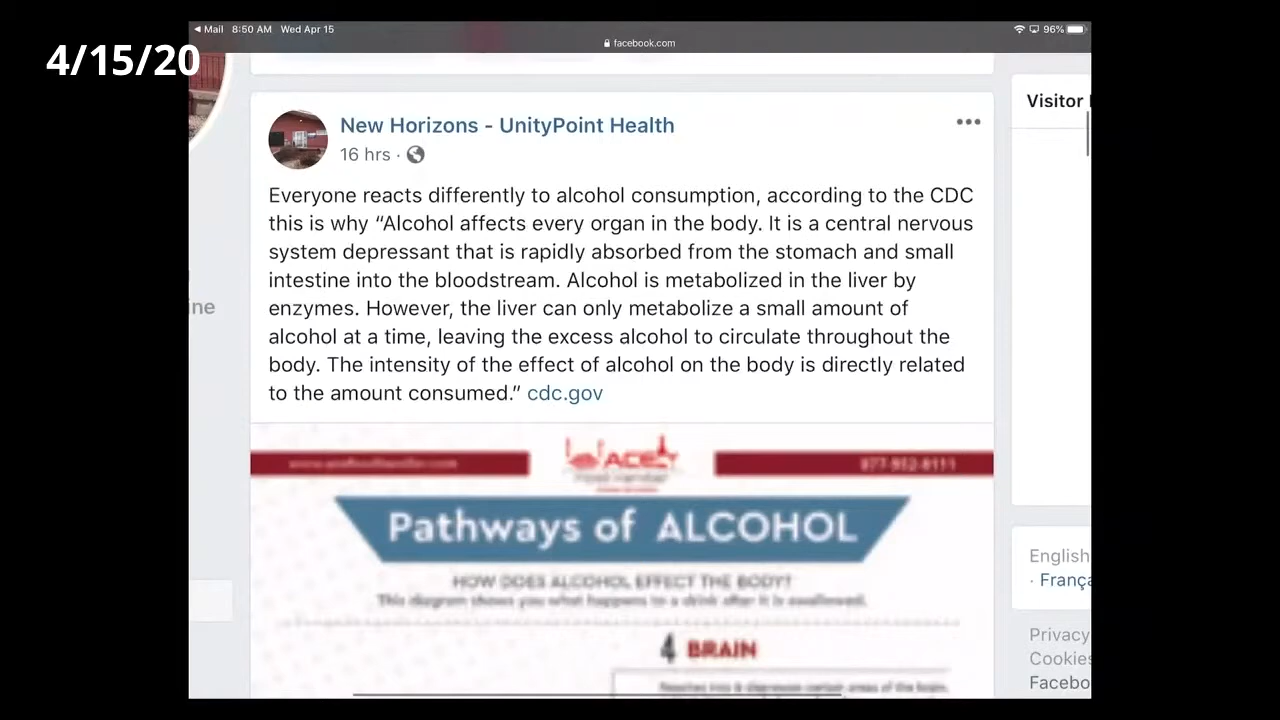 Mail 8:50 AM Wed Apr 15
96%
facebook.com
4/15/20
New Horizons - UnityPoint Health
16 hrs ·
Visitor
Everyone reacts differently to alcohol consumption, according to the CDC
this is why “Alcohol affects every organ in the body. It is a central nervous
system depressant that is rapidly absorbed from the stomach and small
intestine into the bloodstream. Alcohol is metabolized in the liver by
enzymes. However, the liver can only metabolize a small amount of
alcohol at a time, leaving the excess alcohol to circulate throughout the
body. The intensity of the effect of alcohol on the body is directly related
to the amount consumed.” cdc.gov
ine
877-952-8111
Pathways of ALCOHOL
HOW DOES ALCOHOL EFFECT THE BODY?
This diagram shows you what happens to a drink after it is swallowed.
4 BRAIN
English
· França
Privacy
Cookies
Facebo